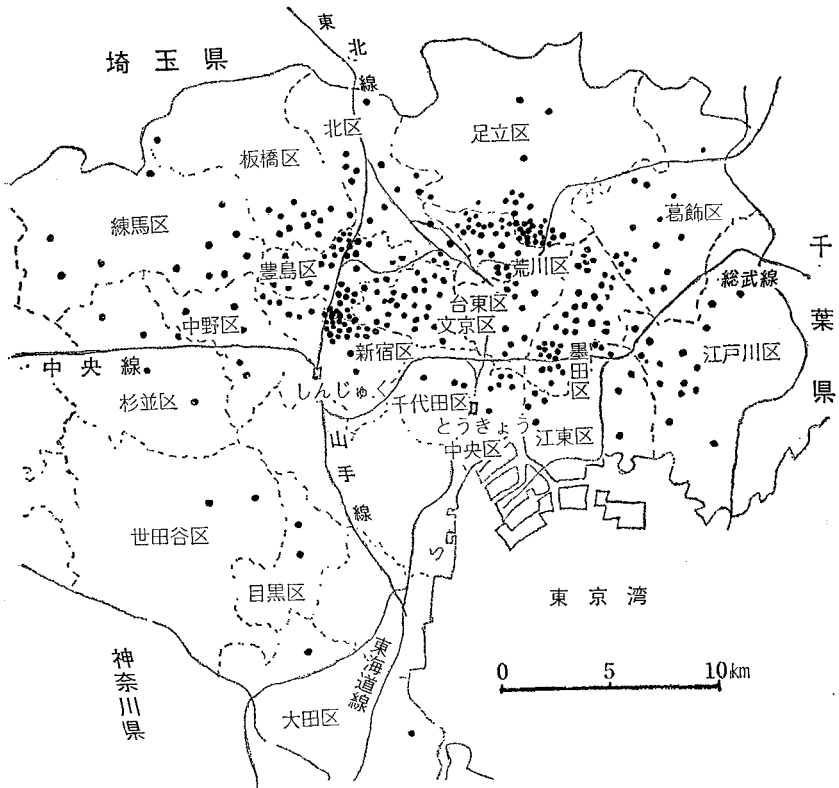 東北線
埼玉県
北区
足立区
板橋区
葛飾区
練馬区
千葉県
荒川区
豊島区
総武線
台東区
中野区
文京区
新宿区
墨田区
江戸川区
中央線
しんじゅく
杉並区
千代田区
とうきょう
江東区
中央区
山手線
世田谷区
目黒区
東京湾
神奈川県
東海道線
0 5 10km
大田区